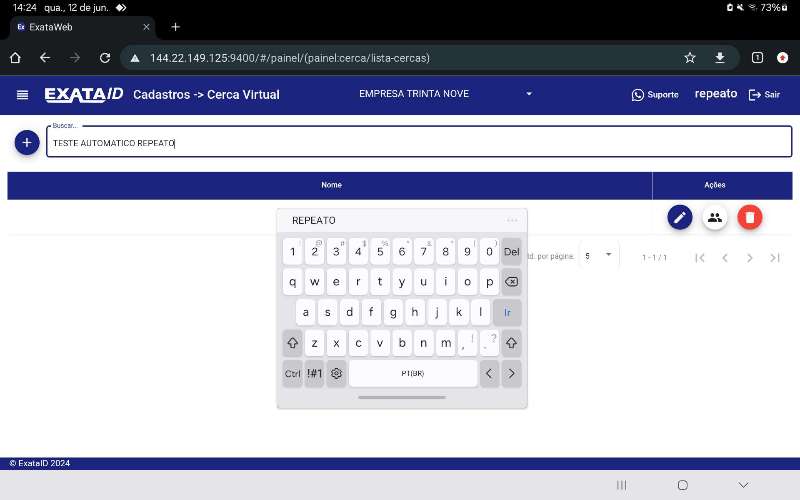 14:24 qua., 12 de jun. 73%
ExataWeb
144.22.149.125:9400/#/painel/(painel:cerca/lista-cercas) 1
EXATAID Cadastros -> Cerca Virtual EMPRESA TRINTA NOVE Suporte repeato Sair
Buscar...
TESTE AUTOMATICO REPEATO
Nome Ações
REPEATO ...
1 2 3 4 5 6 7 8 9 0 Del
@ # $ % ^ & * ( )
q w e r t y u i o p
a s d f g h j k l Ir
z x c v b n m , ! . ?
Ctrl !#1 PT(BR) < >
td. por página: 5 1 - 1 / 1
© ExataID 2024